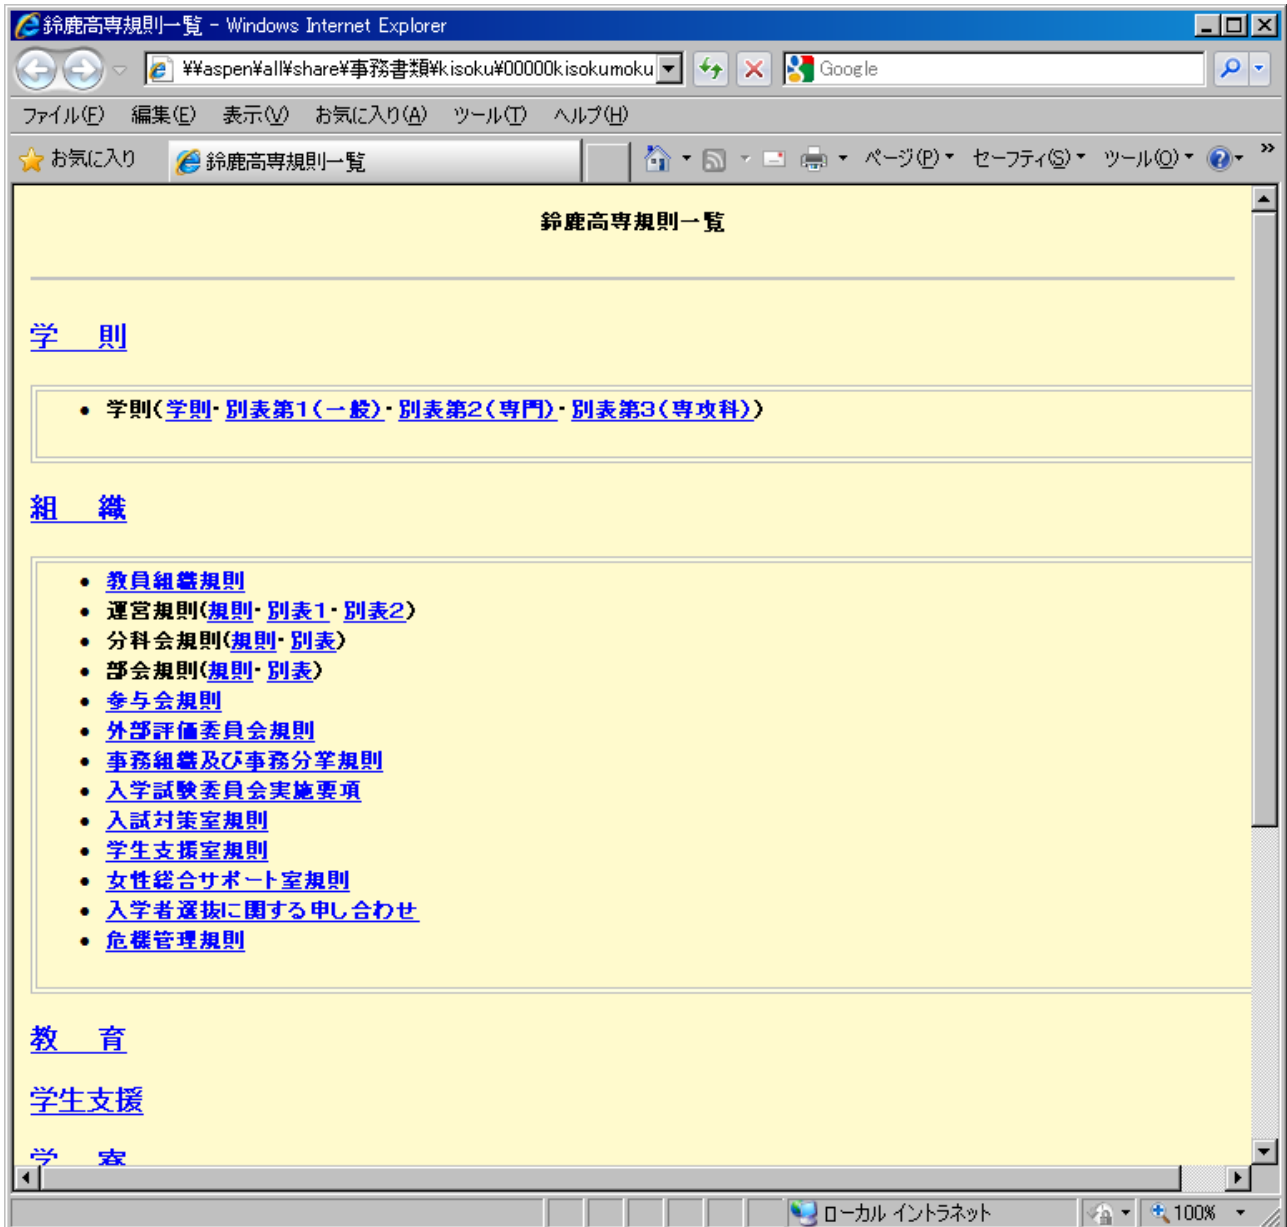 鈴鹿高専規則一覧 - Windows Internet Explorer
¥¥aspen¥all¥share¥事務書類¥kisoku¥00000kisokumoku
Google
ファイル(F) 編集(E) 表示(V) お気に入り(A) ツール(T) ヘルプ(H)
お気に入り 鈴鹿高専規則一覧 ページ(P) セーフティ(S) ツール(O) »
鈴鹿高専規則一覧
学 則
• 学則(学則・別表第1(一般)・別表第2(専門)・別表第3(専攻科))
組 織
• 教員組織規則
• 運営規則(規則・別表1・別表2)
• 分科会規則(規則・別表)
• 部会規則(規則・別表)
• 参与会規則
• 外部評価委員会規則
• 事務組織及び事務分掌規則
• 入学試験委員会実施要項
• 入試対策室規則
• 学生支援室規則
• 女性総合サポート室規則
• 入学者選抜に関する申し合わせ
• 危機管理規則
教 育
学生支援
学 寮
ローカル イントラネット 100%